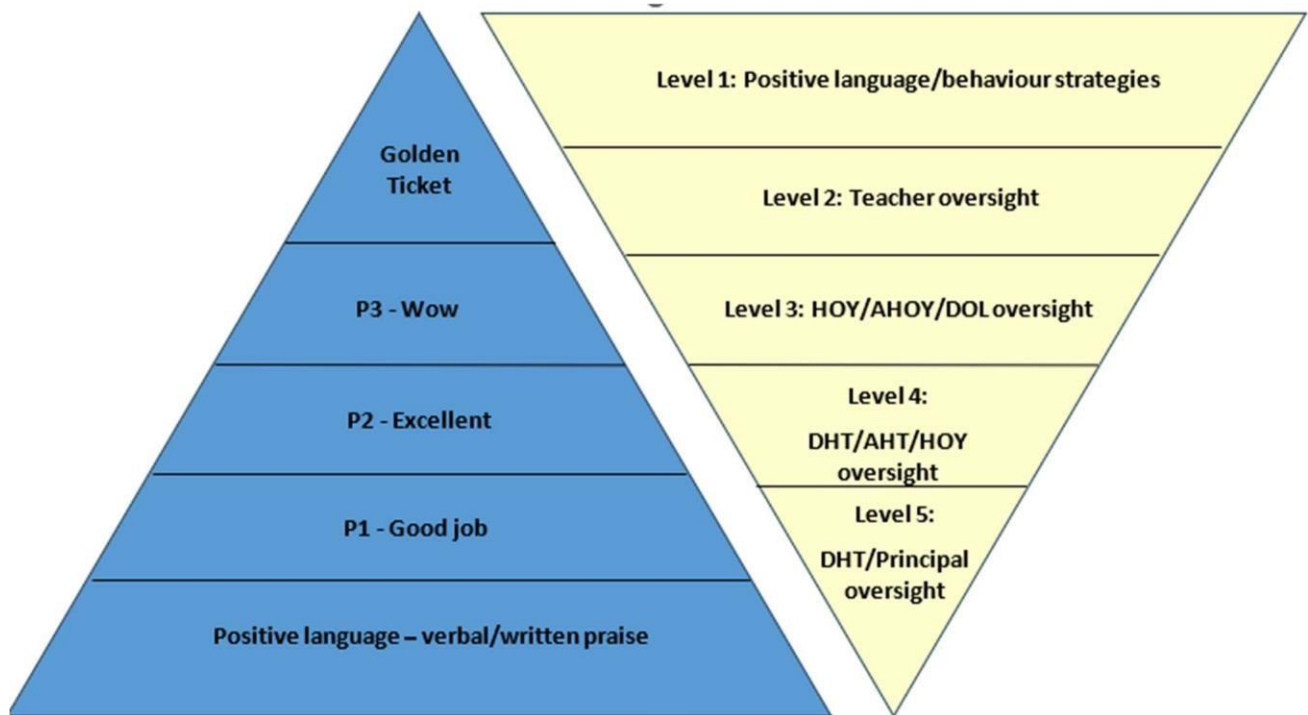 Golden
Ticket
P3 - Wow
P2 - Excellent
P1 - Good job
Positive language – verbal/written praise
Level 1: Positive language/behaviour strategies
Level 2: Teacher oversight
Level 3: HOY/AHOY/DOL oversight
Level 4:
DHT/AHT/HOY
oversight
Level 5:
DHT/Principal
oversight